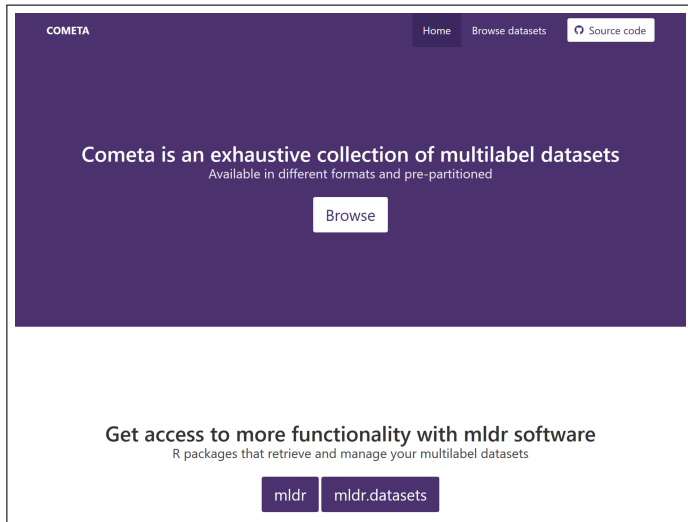 COMETA
Home Browse datasets Source code
Cometa is an exhaustive collection of multilabel datasets
Available in different formats and pre-partitioned
Browse
Get access to more functionality with mldr software
R packages that retrieve and manage your multilabel datasets
mldr mldr.datasets